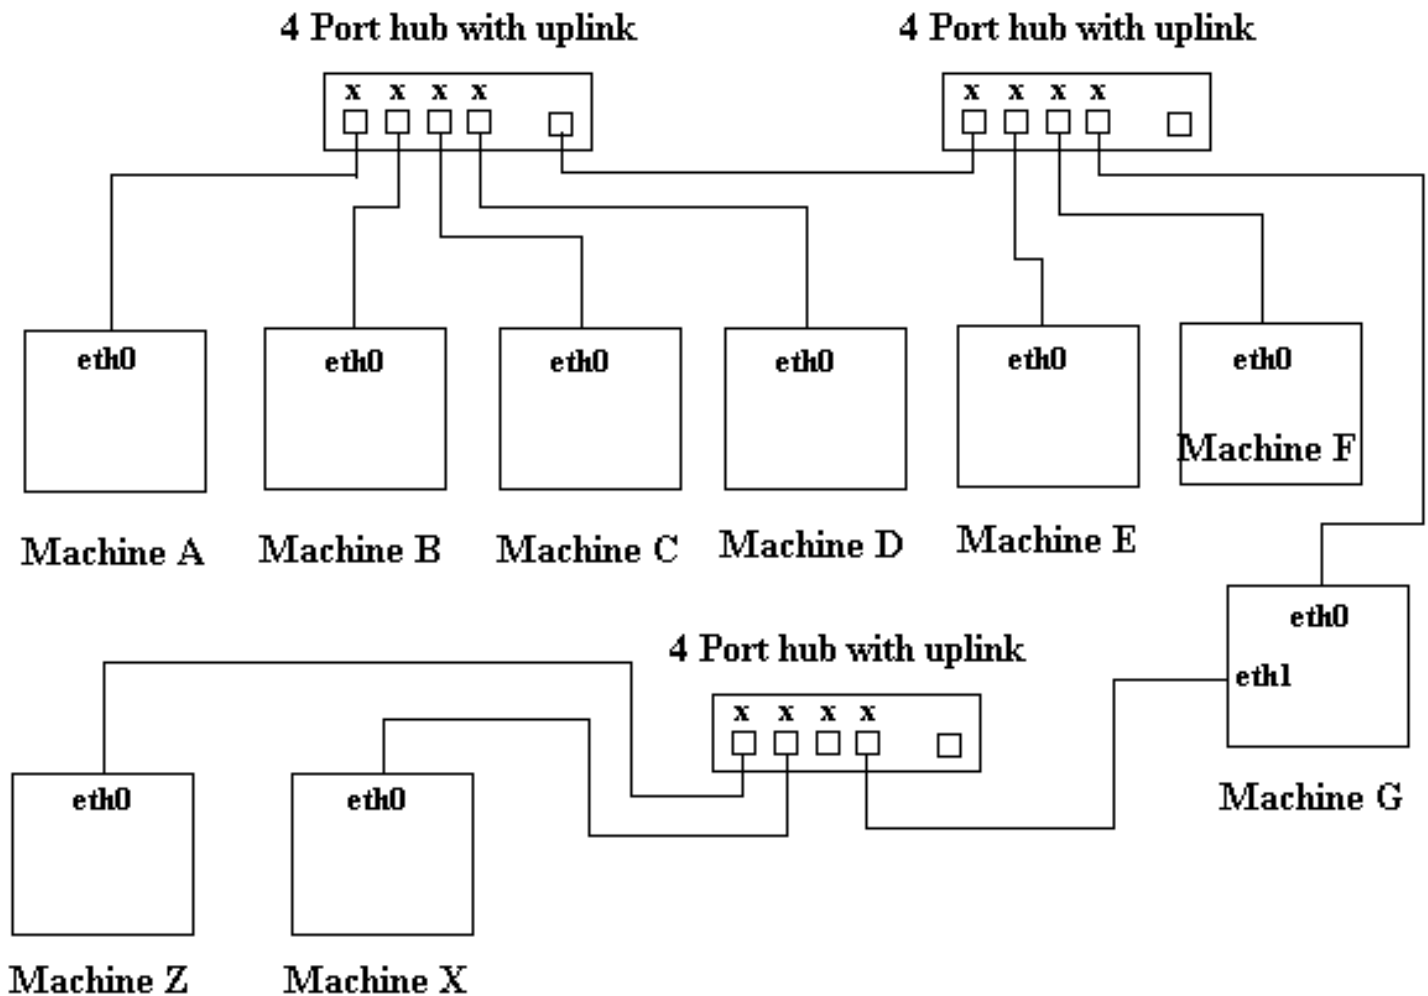 4 Port hub with uplink
4 Port hub with uplink
x x x x
x x x x
eth0
eth0
eth0
eth0
eth0
eth0
Machine F
Machine A
Machine B
Machine C
Machine D
Machine E
eth0
eth1
Machine G
4 Port hub with uplink
x x x x
eth0
eth0
Machine Z
Machine X